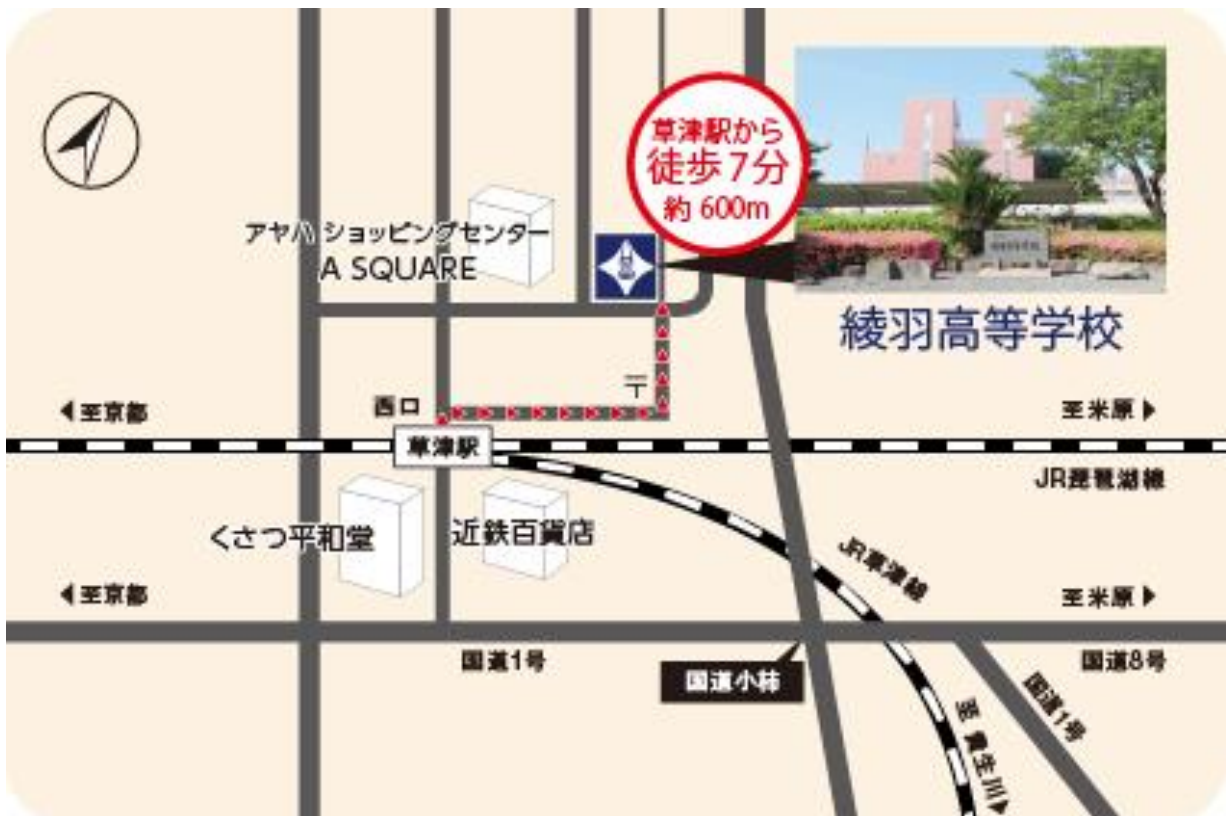 草津駅から
徒歩7分
約600m
アヤハ ショッピングセンター
A SQUARE
綾羽高等学校
〒
西口
◀至京都
至米原▶
草津駅
JR琵琶湖線
くさつ平和堂
近鉄百貨店
JR草津線
◀至京都
至米原▶
国道1号
国道小柿
国道8号
国道1号
至 貴生川▶